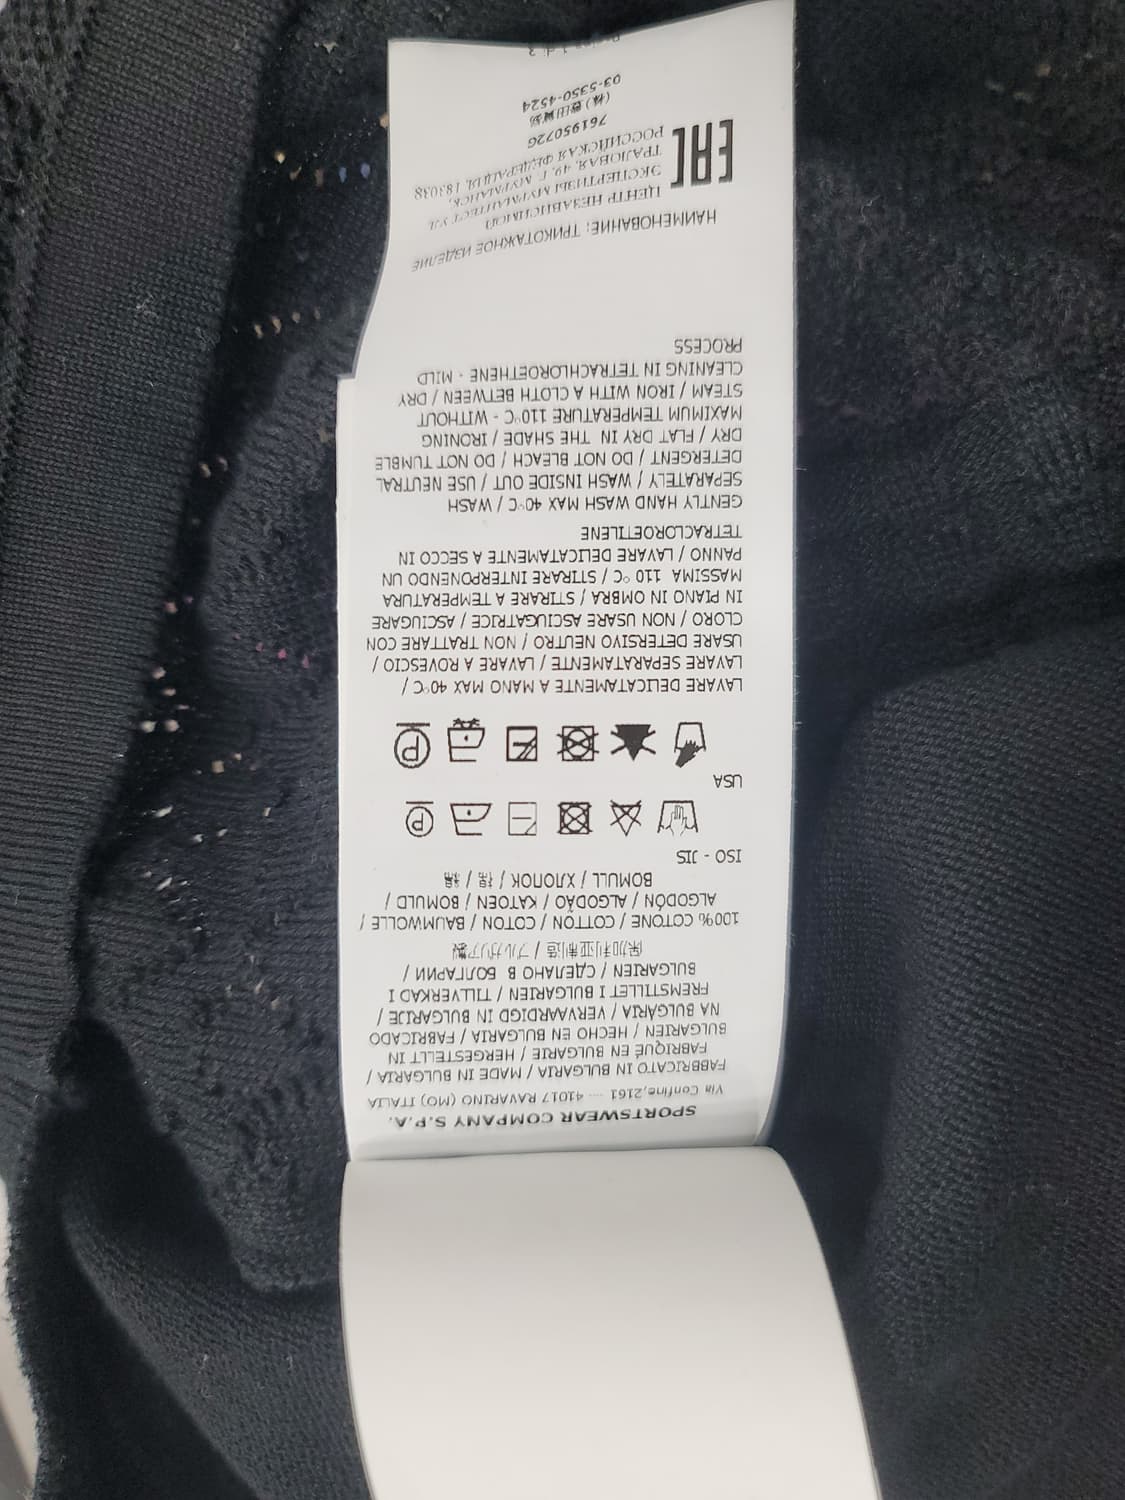 SPORTSWEAR COMPANY S.P.A.
Via Confine,2161 - 41017 RAVARINO (MO) ITALIA
FABBRICATO IN BULGARIA / MADE IN BULGARIA /
FABRIQUÉ EN BULGARIE / HERGESTELLT IN
BULGARIEN / HECHO EN BULGARIA / FABRICADO
NA BULGÁRIA / VERVAARDIGD IN BULGARIJE /
FREMSTILLET I BULGARIEN / TILLVERKAD I
BULGARIEN / СДЕЛАНО В БОЛГАРИИ /
保加利亚制造 / ブルガリア製
100% COTONE / COTTON / COTON / BAUMWOLLE /
ALGODÓN / ALGODÃO / KATOEN / BOMULD /
BOMULL / ХЛОПОК / 棉 / 綿
ISO - JIS
P
USA
P
LAVARE DELICATAMENTE A MANO MAX 40°C /
LAVARE SEPARATAMENTE / LAVARE A ROVESCIO /
USARE DETERSIVO NEUTRO / NON TRATTARE CON
CLORO / NON USARE ASCIUGATRICE / ASCIUGARE
IN PIANO IN OMBRA / STIRARE A TEMPERATURA
MASSIMA 110 °C / STIRARE INTERPONENDO UN
PANNO / LAVARE DELICATAMENTE A SECCO IN
TETRACLOROETILENE
GENTLY HAND WASH MAX 40°C / WASH
SEPARATELY / WASH INSIDE OUT / USE NEUTRAL
DETERGENT / DO NOT BLEACH / DO NOT TUMBLE
DRY / FLAT DRY IN THE SHADE / IRONING
MAXIMUM TEMPERATURE 110°C - WITHOUT
STEAM / IRON WITH A CLOTH BETWEEN / DRY
CLEANING IN TETRACHLOROETHENE - MILD
PROCESS
НАИМЕНОВАНИЕ: ТРИКОТАЖНОЕ ИЗДЕЛИЕ
EAC
ЦЕНТР НЕЗАВИСИМОЙ
ЭКСПЕРТИЗЫ МУРМАНТЕСТ УЛ.
ТРАЛОВАЯ, 49, Г. МУРМАНСК,
РОССИЙСКАЯ ФЕДЕРАЦИЯ, 183038
76195072G
(株)豊田貿易
03-5350-4524